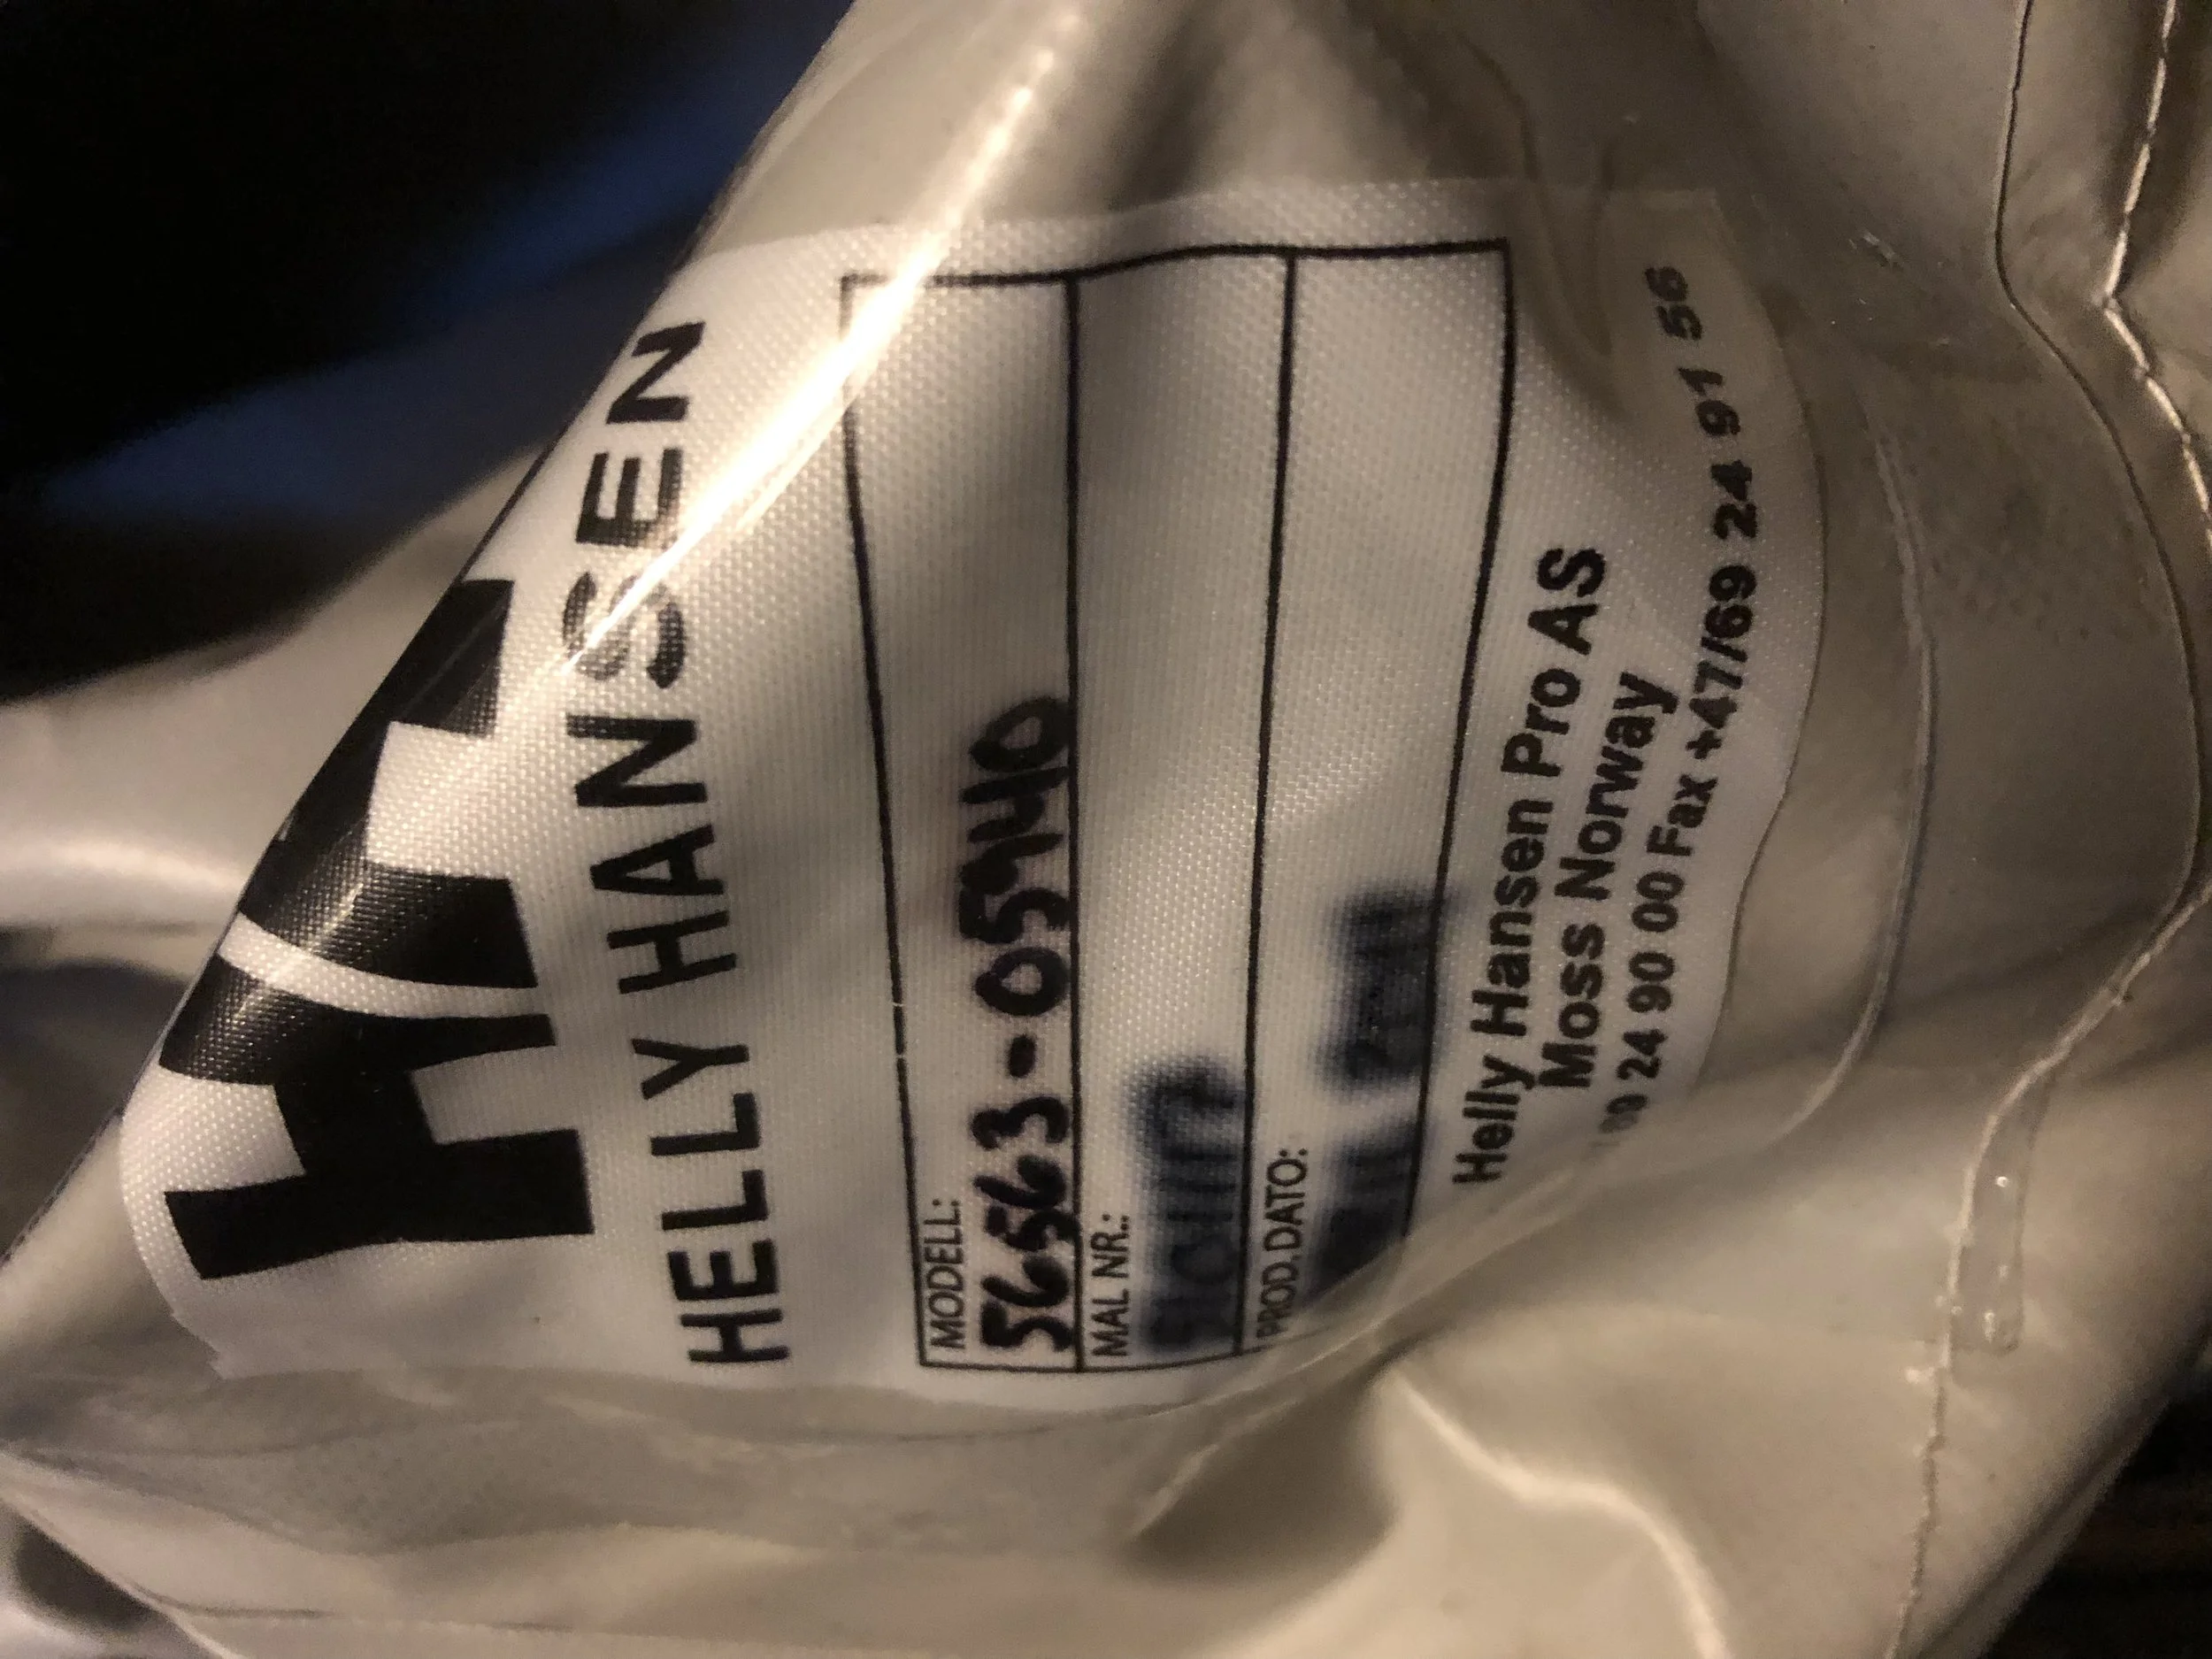 HH
HELLY HANSEN
MODELL:
56563-05940
MAL NR.:
PROD.DATO:
Helly Hansen Pro AS
Moss Norway
24 90 00 Fax +47/69 24 91 56